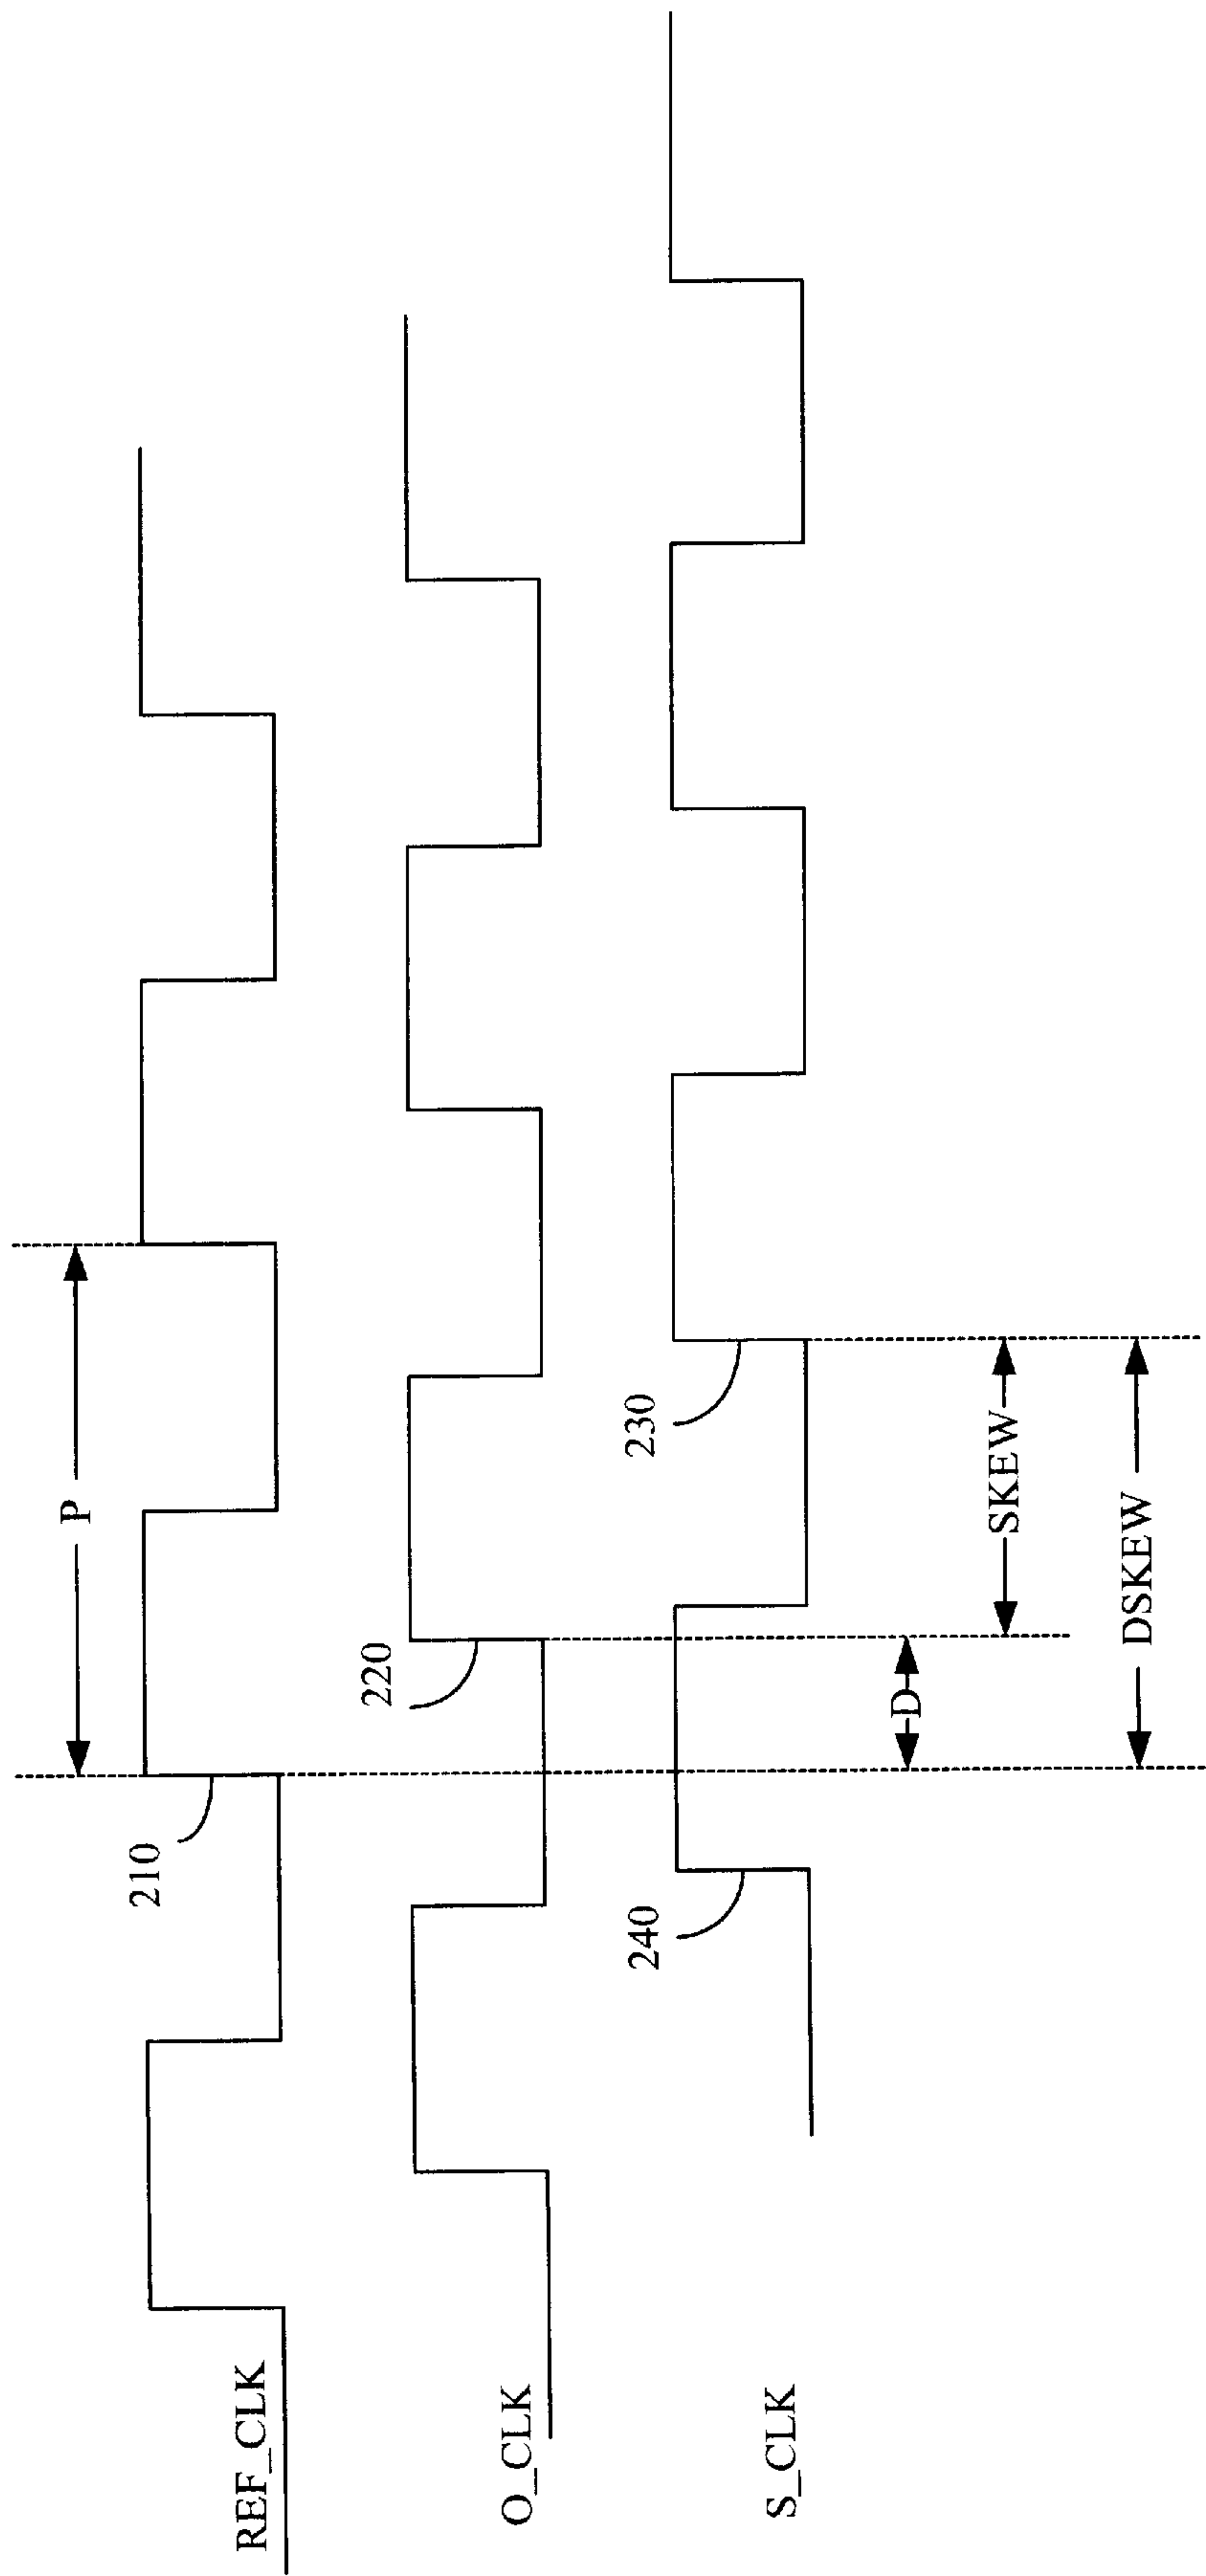 P
210
REF_CLK
220
O_CLK
230
240
S_CLK
D
SKEW
DSKEW